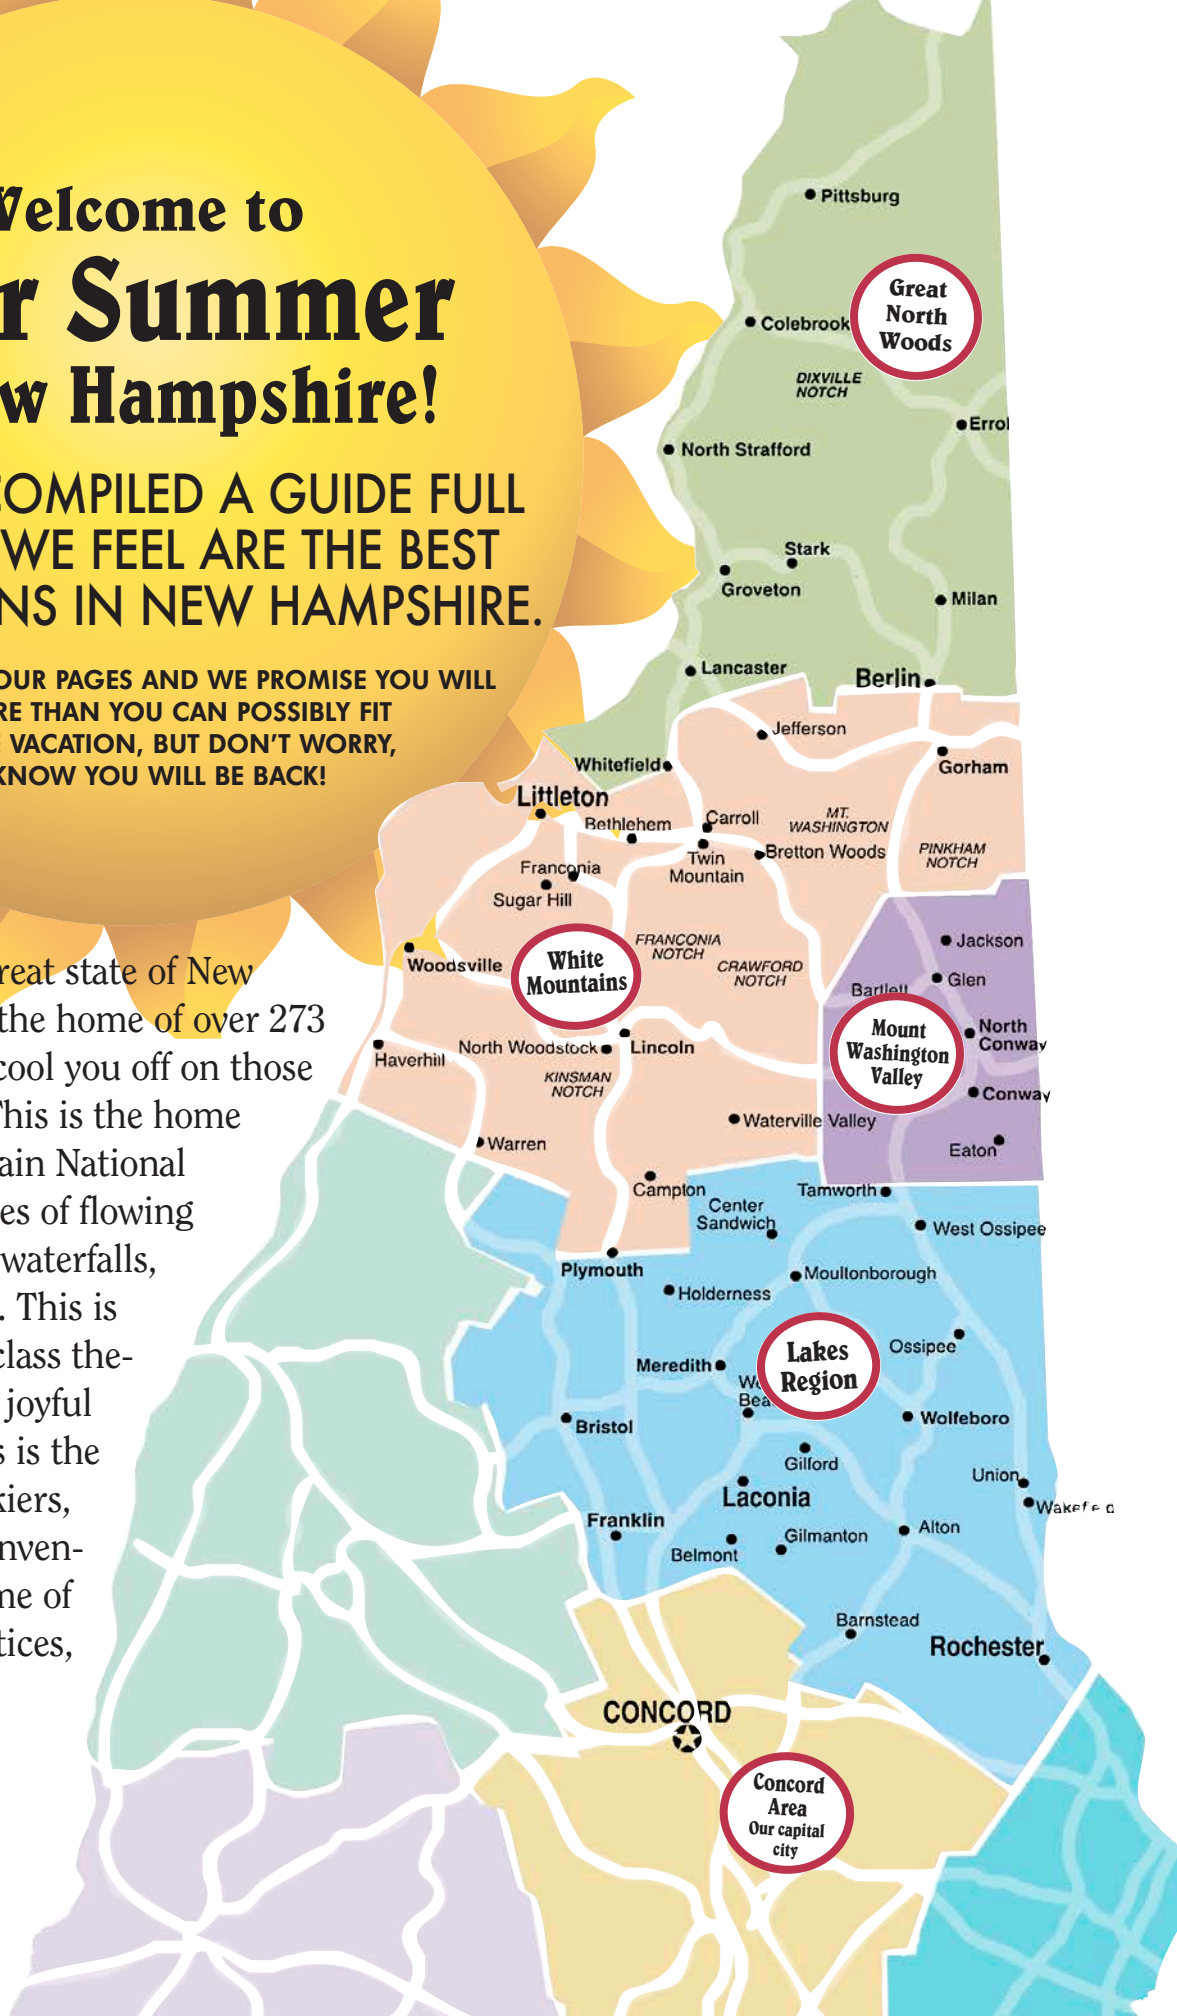 Welcome to
r Summer
w Hampshire!
COMPILED A GUIDE FULL
WE FEEL ARE THE BEST
NS IN NEW HAMPSHIRE.
OUR PAGES AND WE PROMISE YOU WILL
RE THAN YOU CAN POSSIBLY FIT
E VACATION, BUT DON'T WORRY,
KNOW YOU WILL BE BACK!
reat state of New
the home of over 273
cool you off on those
This is the home
ain National
es of flowing
waterfalls,
. This is
class the-
joyful
s is the
kiers,
nven-
me of
tices,
Pittsburg
Great
North
Woods
Colebrook
DIXVILLE
NOTCH
Errol
North Strafford
Stark
Groveton
Milan
Lancaster
Berlin
Jefferson
Whitefield
Gorham
Littleton
Bethlehem
Carroll
MT.
WASHINGTON
Twin
Mountain
Bretton Woods
PINKHAM
NOTCH
Franconia
Sugar Hill
FRANCONIA
NOTCH
CRAWFORD
NOTCH
Jackson
Woodsville
White
Mountains
Glen
Bartlett
Mount
Washington
Valley
North
Conway
Haverhill
North Woodstock
Lincoln
KINSMAN
NOTCH
Conway
Waterville Valley
Warren
Eaton
Campton
Tamworth
Center
Sandwich
West Ossipee
Plymouth
Moultonborough
Holderness
Ossipee
Lakes
Region
Meredith
We
Bea
Bristol
Wolfeboro
Gilford
Union
Laconia
Wakef
Franklin
Gilmanton
Alton
Belmont
Barnstead
Rochester
CONCORD
Concord
Area
Our capital
city